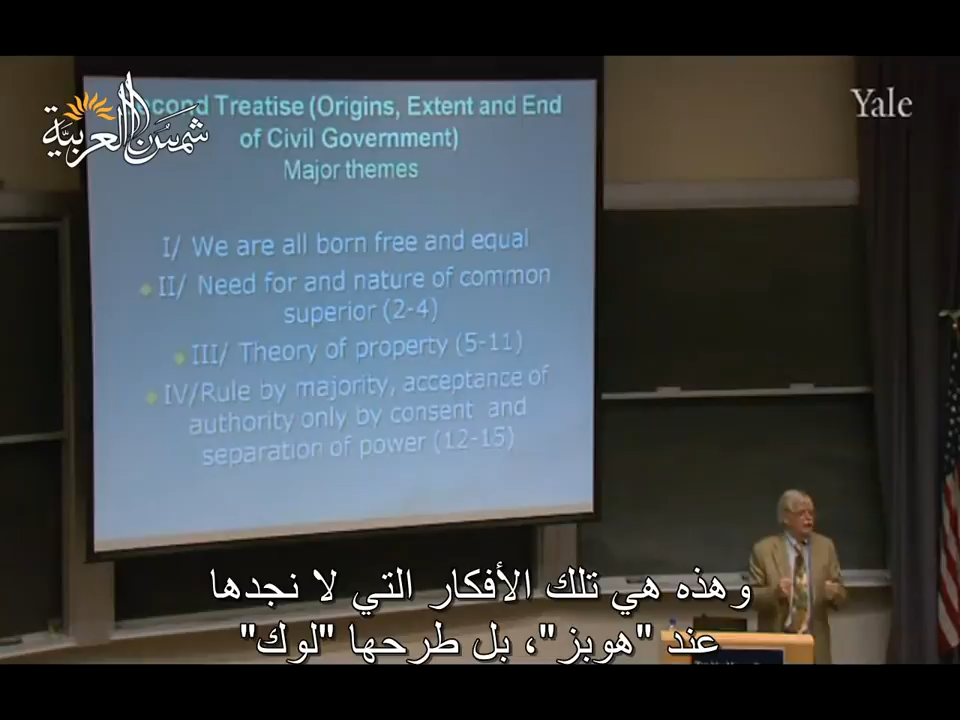 شمس العربية
Yale
Second Treatise (Origins, Extent and End
of Civil Government)
Major themes
I/ We are all born free and equal
II/ Need for and nature of common
superior (2-4)
III/ Theory of property (5-11)
IV/Rule by majority, acceptance of
authority only by consent and
separation of power (12-15)
وهذه هي تلك الأفكار التي لا نجدها
عند "هوبز"، بل طرحها "لوك"